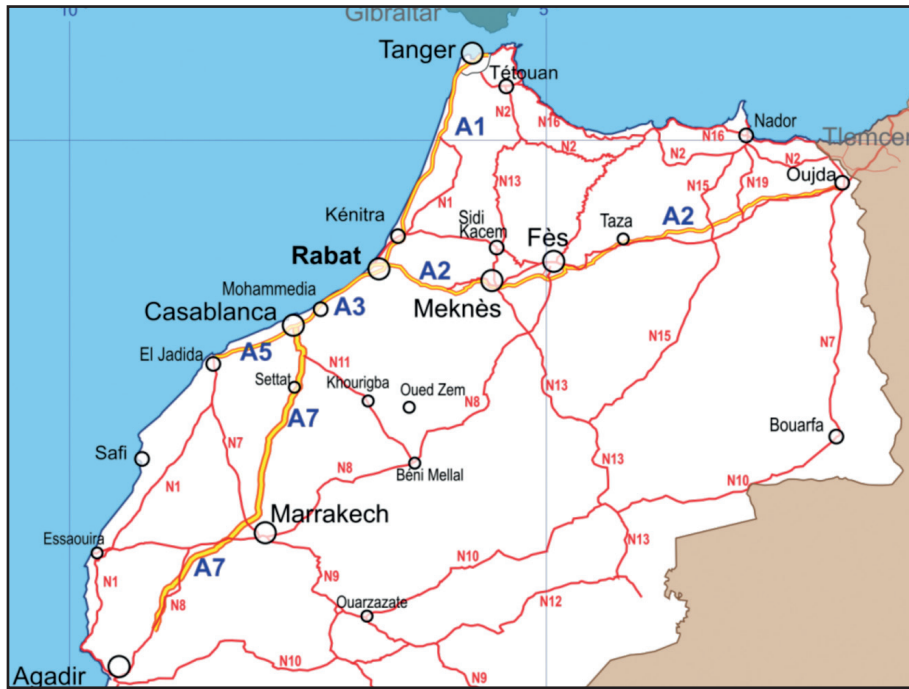 10
Gibraltar
5
Tanger
Tétouan
N2
N16
A1
Nador
N16
Tlemcen
N2
N2
N2
Oujda
N13
N15
N19
N1
Kénitra
Sidi
Kacem
Taza
A2
Fès
Rabat
A2
Mohammedia
A3
Meknès
Casablanca
A5
El Jadida
N11
N15
N7
Settat
Khourigba
Oued Zem
N13
A7
N8
Bouarfa
Safi
N7
N13
N8
Béni Mellal
N10
N1
Marrakech
Essaouira
N13
N10
A7
N9
N1
N8
Ouarzazate
N12
N10
N9
Agadir